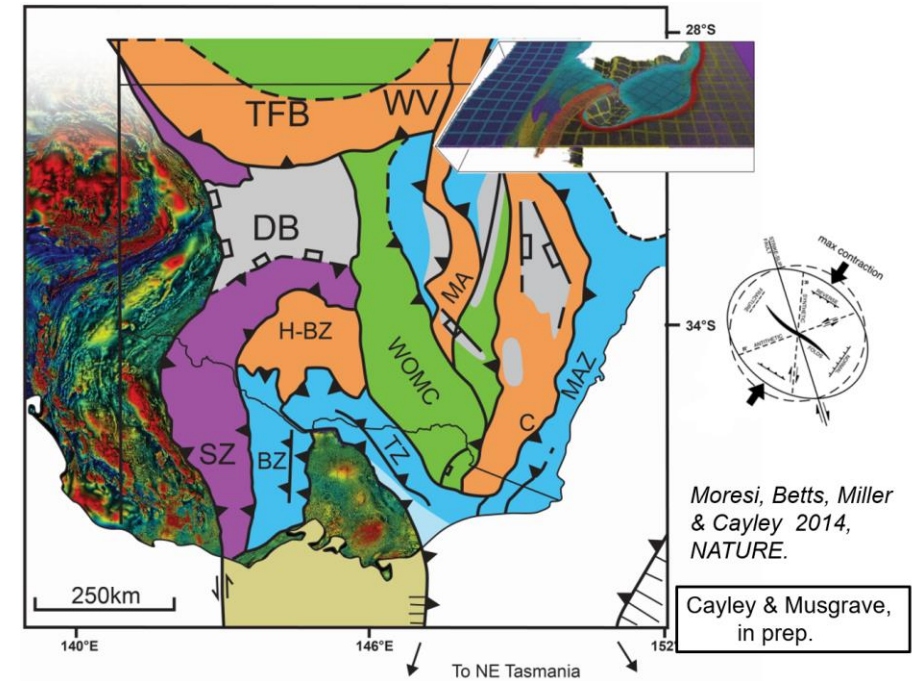 28°S
TFB
WV
DB
MA
max contraction
34°S
H-BZ
WOMC
MAZ
C
SZ
BZ
TZ
Moresi, Betts, Miller
& Cayley 2014,
NATURE.
250km
Cayley & Musgrave,
in prep.
140°E
146°E
152°E
To NE Tasmania